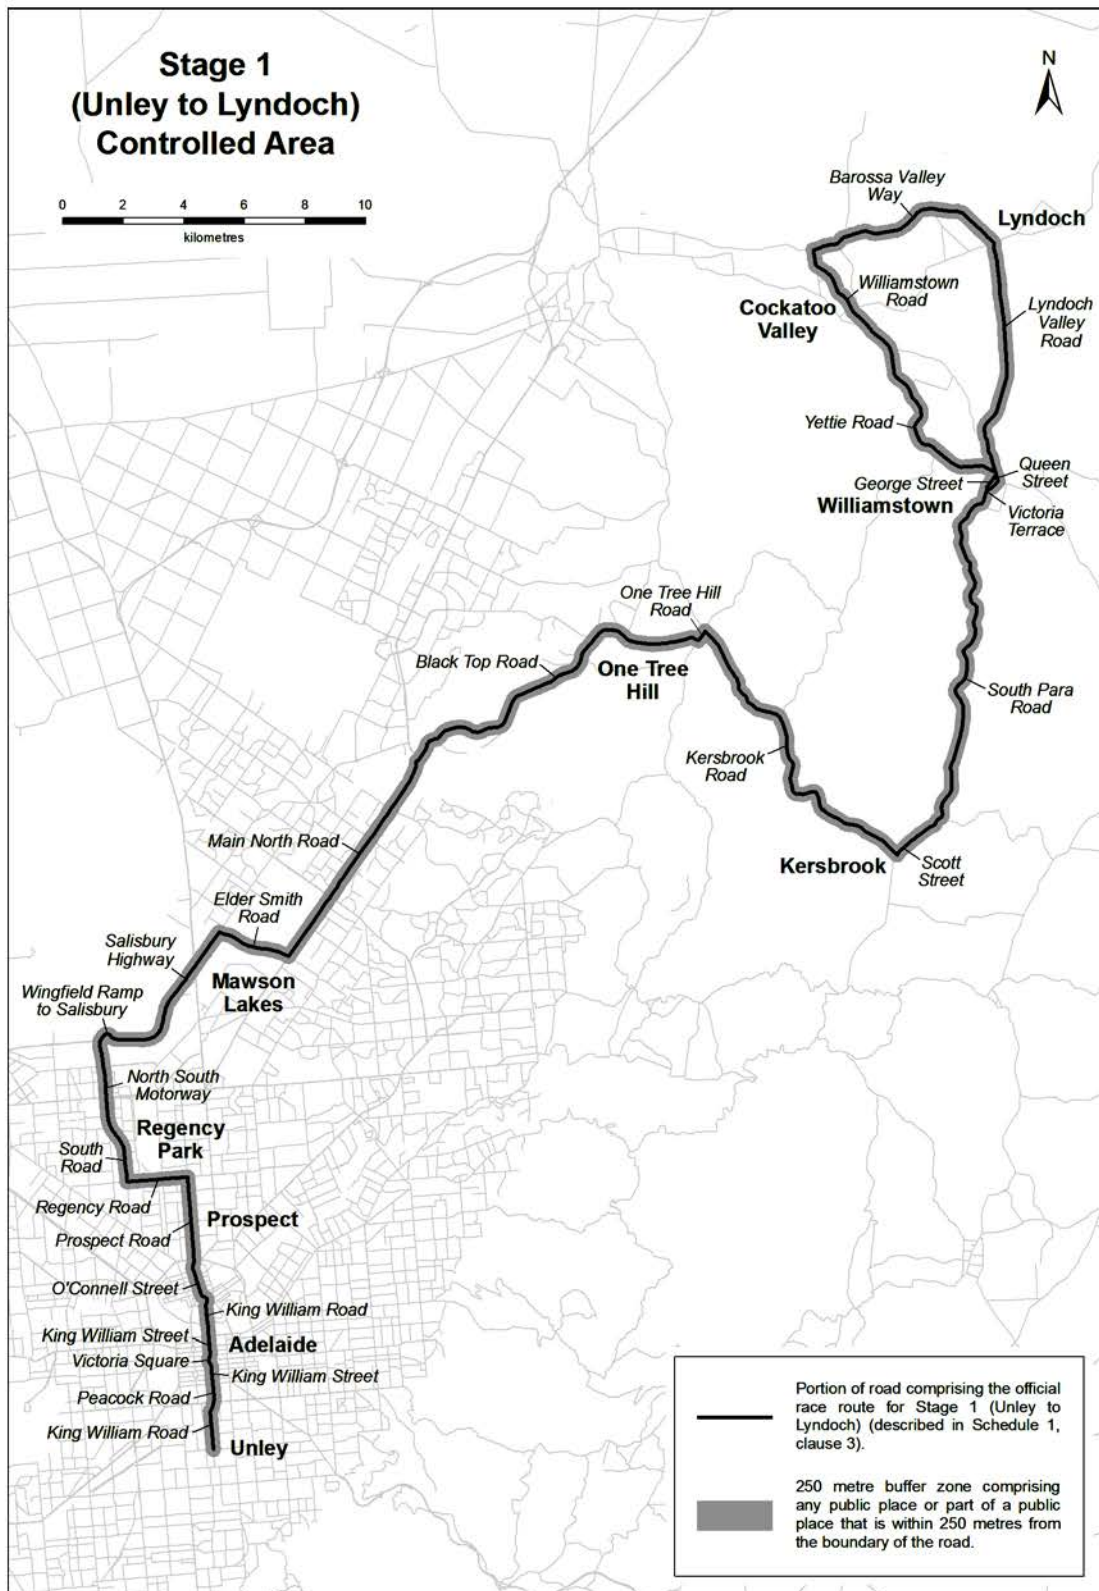 Stage 1
(Unley to Lyndoch)
Controlled Area
N
0 2 4 6 8 10
kilometres
Barossa Valley
Way
Lyndoch
Williamstown
Road
Cockatoo
Valley
Lyndoch
Valley
Road
Yettie Road
Queen
Street
George Street
Williamstown
Victoria
Terrace
One Tree Hill
Road
Black Top Road
One Tree
Hill
South Para
Road
Kersbrook
Road
Main North Road
Kersbrook
Scott
Street
Elder Smith
Road
Salisbury
Highway
Mawson
Lakes
Wingfield Ramp
to Salisbury
North South
Motorway
Regency
Park
South
Road
Regency Road
Prospect
Prospect Road
O'Connell Street
King William Road
King William Street
Adelaide
Victoria Square
King William Street
Peacock Road
King William Road
Unley
Portion of road comprising the official
race route for Stage 1 (Unley to
Lyndoch) (described in Schedule 1,
clause 3).
250 metre buffer zone comprising
any public place or part of a public
place that is within 250 metres from
the boundary of the road.